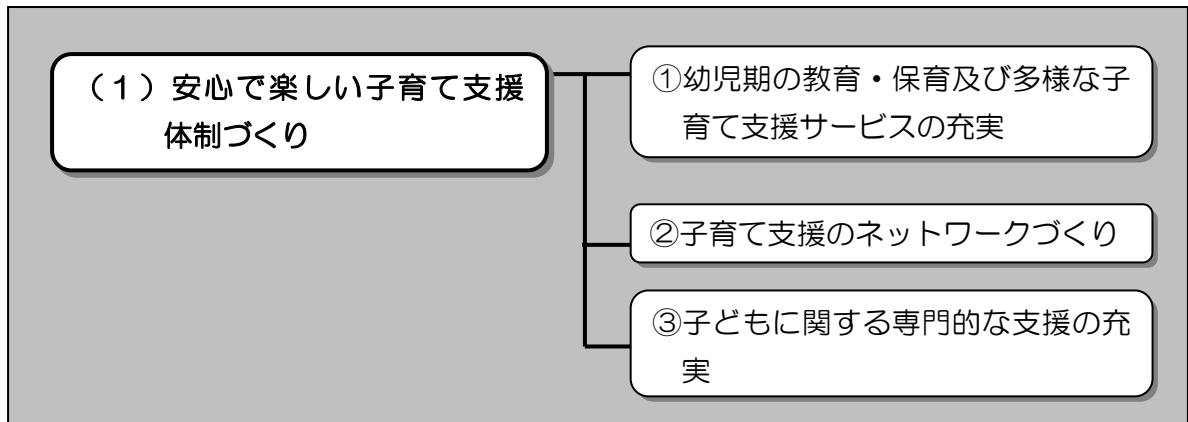 （１）安心で楽しい子育て支援
体制づくり
①幼児期の教育・保育及び多様な子
育て支援サービスの充実
②子育て支援のネットワークづくり
③子どもに関する専門的な支援の充
実